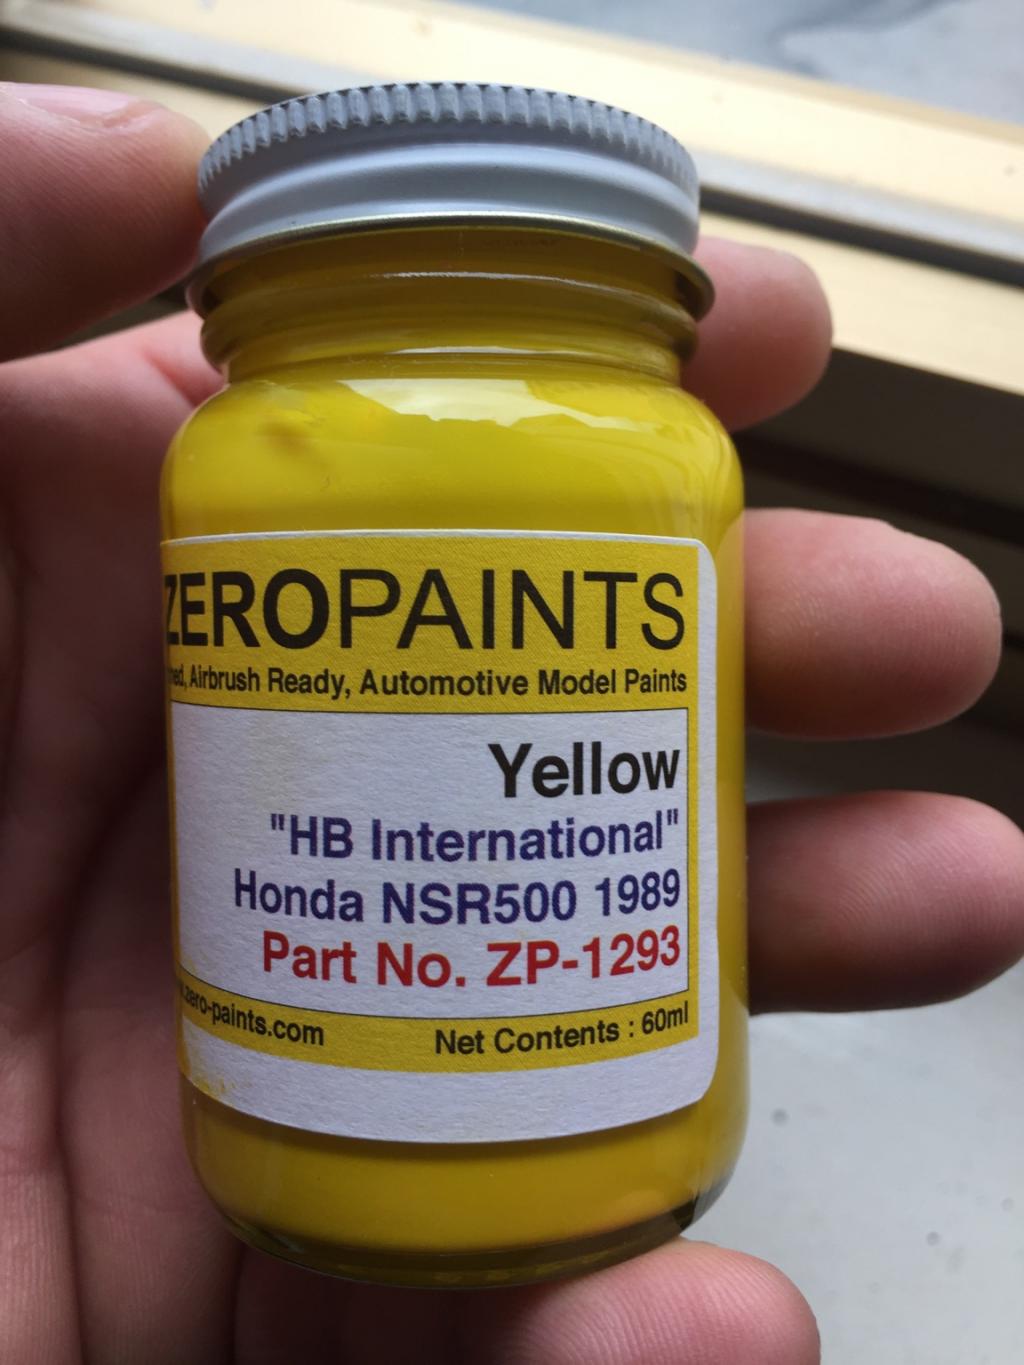 ZEROPAINTS
Airbrush Ready, Automotive Model Paints
Yellow
"HB International"
Honda NSR500 1989
Part No. ZP-1293
zero-paints.com
Net Contents : 60ml